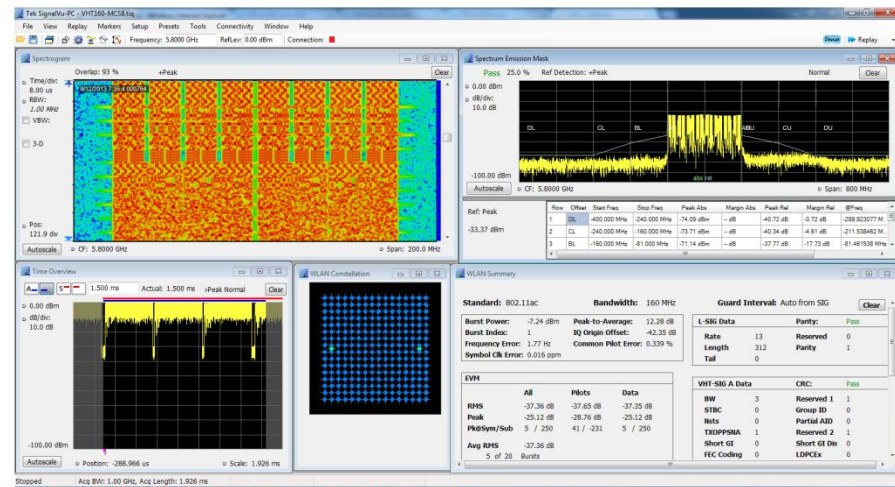 Tek SignalVu-PC - VHT160-MCS8.tiq
File View Replay Markers Setup Presets Tools Connectivity Window Help
Frequency: 5.8000 GHz RefLev: 0.00 dBm Connection: Preset Replay
Spectrogram
Overlap: 93 % +Peak Clear
Time/div:
8.00 us
RBW:
1.00 MHz
VBW:
3-D
9/12/2013 7:35:4.000764
Pos:
121.9 div
Autoscale CF: 5.8000 GHz Span: 200.0 MHz
Spectrum Emission Mask
Pass 25.0 % Ref Detection: +Peak Normal Clear
0.00 dBm
dB/div:
10.0 dB
DL CL BL ABU CU DU
-100.00 dBm
abs rel
Autoscale CF: 5.8000 GHz Span: 800 MHz
Ref: Peak
-33.37 dBm
Row Offset Start Freq Stop Freq Peak Abs Margin Abs Peak Rel Margin Rel @Freq
1 DL -400.000 MHz -240.000 MHz -74.09 dBm -- dB -40.72 dB -0.72 dB -299.923077 M...
2 CL -240.000 MHz -160.000 MHz -73.71 dBm -- dB -40.34 dB -4.61 dB -211.538462 M...
3 BL -160.000 MHz -81.000 MHz -71.14 dBm -- dB -37.77 dB -17.73 dB -81.461538 MHz
Time Overview
1.500 ms Actual: 1.500 ms +Peak Normal Clear
0.00 dBm
dB/div:
10.0 dB
-100.00 dBm
Autoscale Position: -288.966 us Scale: 1.926 ms
WLAN Constellation
WLAN Summary
Standard: 802.11ac Bandwidth: 160 MHz Guard Interval: Auto from SIG Clear
Burst Power: -7.24 dBm Peak-to-Average: 12.28 dB
Burst Index: 1 IQ Origin Offset: -42.35 dB
Frequency Error: 1.77 Hz Common Pilot Error: 0.339 %
Symbol Clk Error: 0.016 ppm
EVM
All Pilots Data
RMS -37.36 dB -37.65 dB -37.35 dB
Peak -25.12 dB -28.76 dB -25.12 dB
Pk@Sym/Sub 5 / 250 41 / -231 5 / 250
Avg RMS -37.36 dB
5 of 20 Bursts
L-SIG Data Parity: Pass
Rate 13 Reserved 0
Length 312 Parity 1
Tail 0
VHT-SIG A Data CRC: Pass
BW 3 Reserved 1 1
STBC 0 Group ID 0
Nsts 0 Partial AID 0
TXOPPSNA 1 Reserved 2 1
Short GI 0 Short GI Dis 0
FEC Coding 0 LDPCEx 0
Stopped Acq BW: 1.00 GHz, Acq Length: 1.926 ms